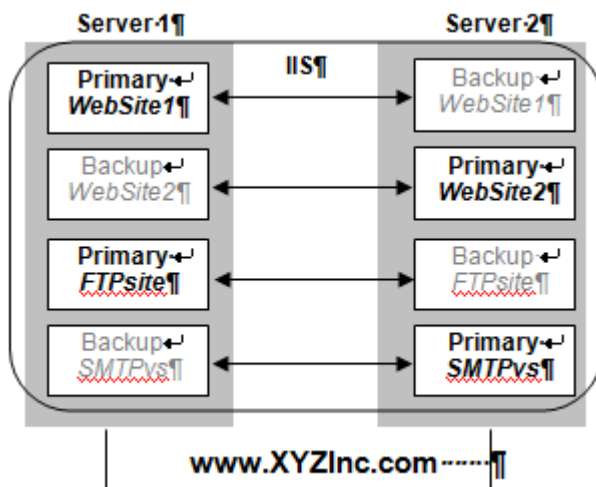 Server 1¶ Server 2¶
IIS¶
Primary·↵ Backup·↵
WebSite1¶ WebSite1¶
Backup↵ Primary·↵
WebSite2¶ WebSite2¶
Primary·↵ Backup·↵
FTPsite¶ FTPsite¶
Backup↵ Primary·↵
SMTPvs¶ SMTPvs¶
www.XYZInc.com······¶